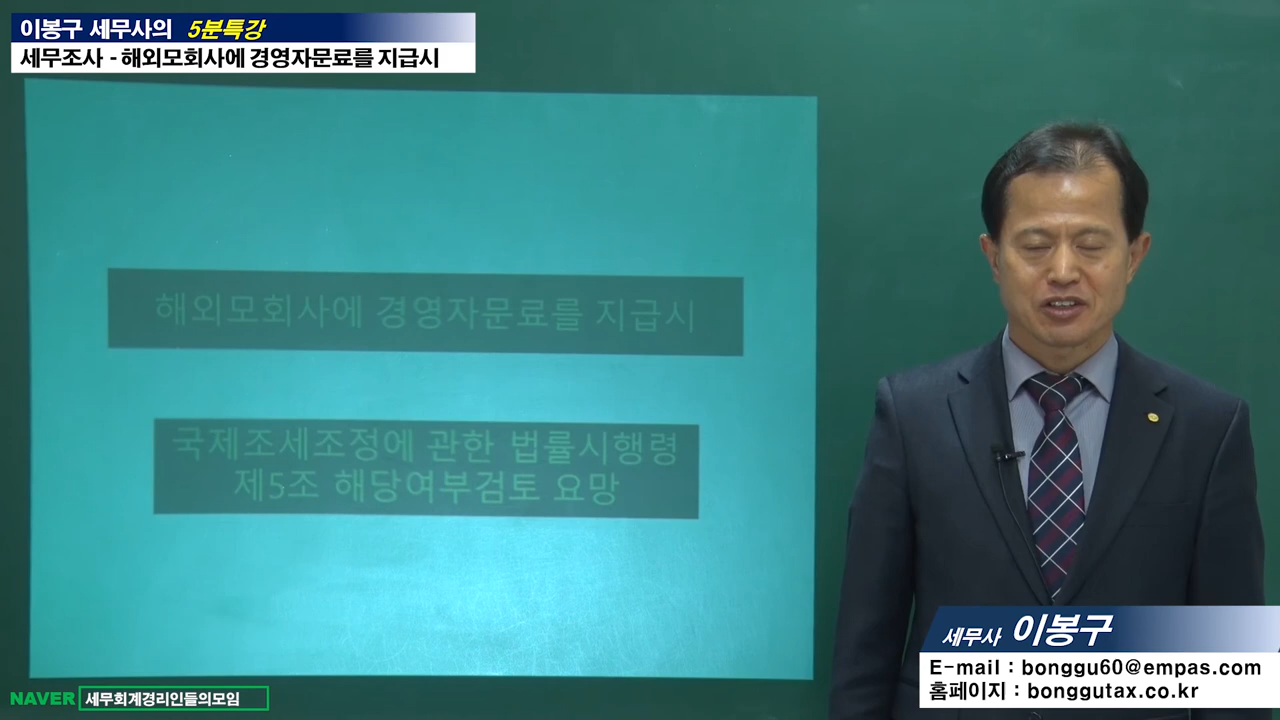 이봉구 세무사의 5분특강
세무조사 - 해외모회사에 경영자문료를 지급시
해외모회사에 경영자문료를 지급시
국제조세조정에 관한 법률시행령
제5조 해당여부검토 요망
세무사 이봉구
E-mail : bonggu60@empas.com
홈페이지 : bonggutax.co.kr
NAVER 세무회계경리인들의모임